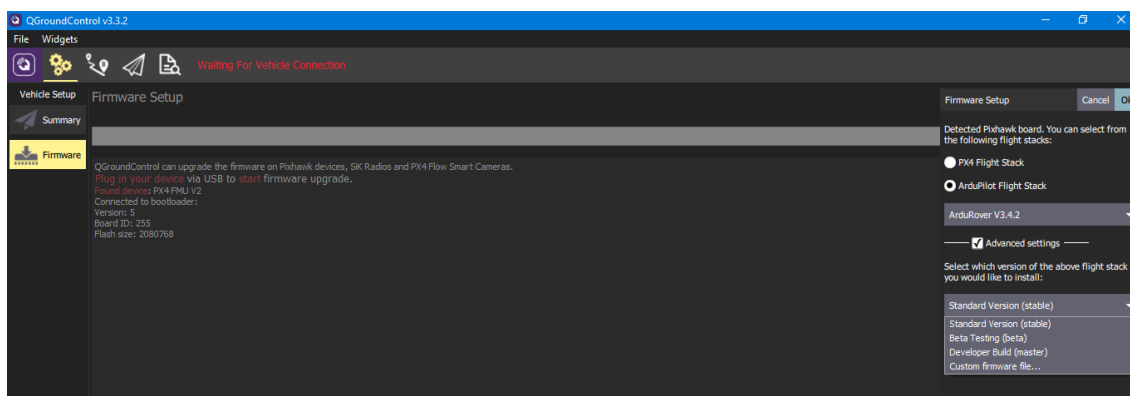 QGroundControl v3.3.2
File Widgets
Waiting For Vehicle Connection
Vehicle Setup
Summary
Firmware
Firmware Setup
QGroundControl can upgrade the firmware on Pixhawk devices, SiK Radios and PX4 Flow Smart Cameras.
Plug in your device via USB to start firmware upgrade.
Found device: PX4 FMU V2
Connected to bootloader:
Version: 5
Board ID: 255
Flash size: 2080768
Firmware Setup Cancel
Detected Pixhawk board. You can select from
the following flight stacks:
PX4 Flight Stack
ArduPilot Flight Stack
ArduRover V3.4.2
Advanced settings
Select which version of the above flight stack
you would like to install:
Standard Version (stable)
Standard Version (stable)
Beta Testing (beta)
Developer Build (master)
Custom firmware file...